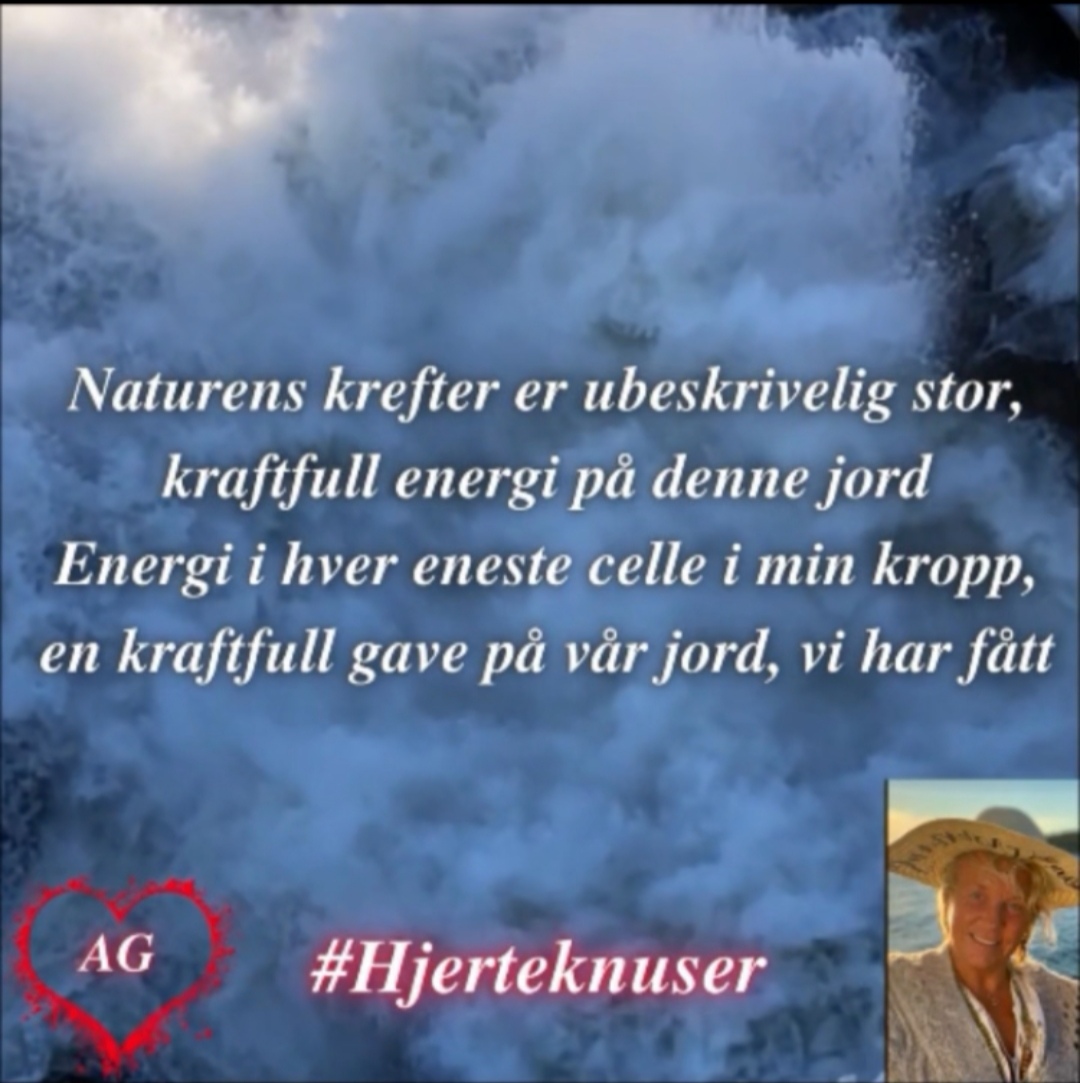 Naturens krefter er ubeskrivelig stor,
kraftfull energi på denne jord
Energi i hver eneste celle i min kropp,
en kraftfull gave på vår jord, vi har fått
AG
#Hjerteknuser